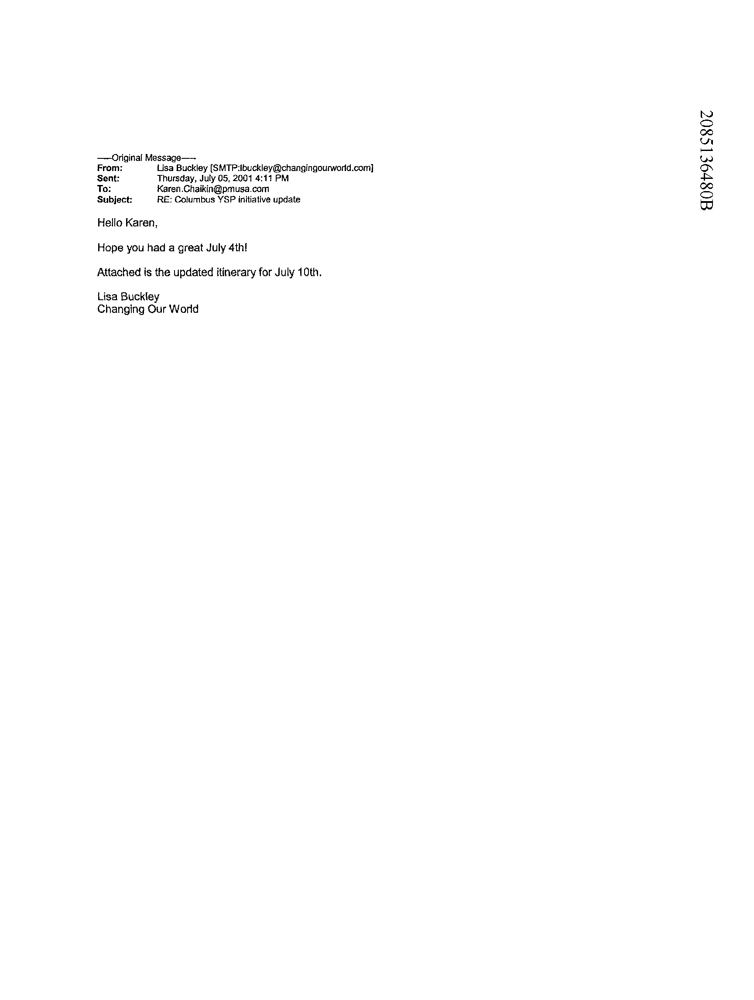 -----Original Message-----
From: Lisa Buckley [SMTP:lbuckley@changingourworld.com]
Sent: Thursday, July 05, 2001 4:11 PM
To: Karen.Chaikin@pmusa.com
Subject: RE: Columbus YSP initiative update
Hello Karen,
Hope you had a great July 4th!
Attached is the updated itinerary for July 10th.
Lisa Buckley
Changing Our World
2085136480B